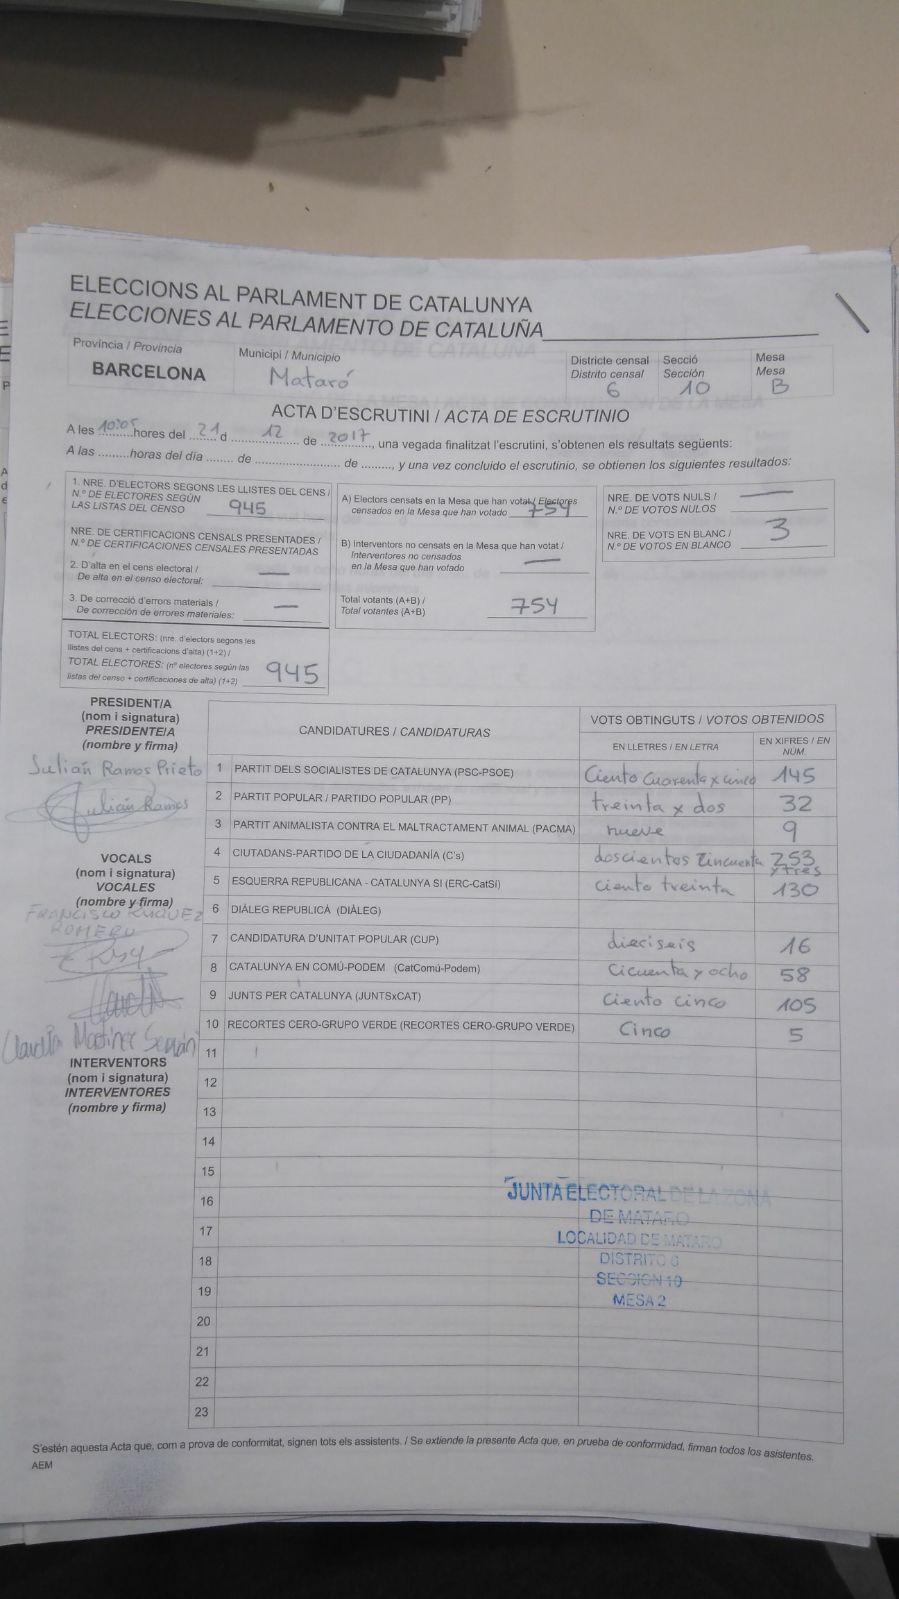 ELECCIONS AL PARLAMENT DE CATALUNYA
ELECCIONES AL PARLAMENTO DE CATALUÑA
Província / Provincia
BARCELONA
Municipi / Municipio
Mataró
Districte censal
Distrito censal
6
Secció
Sección
10
Mesa
Mesa
B
ACTA D'ESCRUTINI / ACTA DE ESCRUTINIO
A les 10:05 hores del 21 d 12 de 2017, una vegada finalitzat l'escrutini, s'obtenen els resultats següents:
A las .........horas del día ........ de ........................ de ........., y una vez concluido el escrutinio, se obtienen los siguientes resultados:
1. NRE. D'ELECTORS SEGONS LES LLISTES DEL CENS /
N.º DE ELECTORES SEGÚN
LAS LISTAS DEL CENSO 945
NRE. DE CERTIFICACIONS CENSALS PRESENTADES /
N.º DE CERTIFICACIONES CENSALES PRESENTADAS
2. D'alta en el cens electoral /
De alta en el censo electoral: —
3. De correcció d'errors materials /
De corrección de errores materiales: —
TOTAL ELECTORS: (nre. d'electors segons les
llistes del cens + certificacions d'alta) (1+2) /
TOTAL ELECTORES: (nº electores según las
listas del censo + certificaciones de alta) (1+2) 945
A) Electors censats en la Mesa que han votat / Electores
censados en la Mesa que han votado 754
B) Interventors no censats en la Mesa que han votat /
Interventores no censados
en la Mesa que han votado —
Total votants (A+B) /
Total votantes (A+B) 754
NRE. DE VOTS NULS /
N.º DE VOTOS NULOS —
NRE. DE VOTS EN BLANC /
N.º DE VOTOS EN BLANCO 3
PRESIDENT/A
(nom i signatura)
PRESIDENTE/A
(nombre y firma)
Julián Ramos Prieto
Julián Ramos
VOCALS
(nom i signatura)
VOCALES
(nombre y firma)
FRANCISCO
ROMERO
Claudia Martínez
INTERVENTORS
(nom i signatura)
INTERVENTORES
(nombre y firma)
CANDIDATURES / CANDIDATURAS
VOTS OBTINGUTS / VOTOS OBTENIDOS
EN LLETRES / EN LETRA
EN XIFRES / EN NÚM.
1 PARTIT DELS SOCIALISTES DE CATALUNYA (PSC-PSOE) Ciento cuarenta x cinco 145
2 PARTIT POPULAR / PARTIDO POPULAR (PP) treinta x dos 32
3 PARTIT ANIMALISTA CONTRA EL MALTRACTAMENT ANIMAL (PACMA) nueve 9
4 CIUTADANS-PARTIDO DE LA CIUDADANÍA (C's) doscientos cincuenta y tres 253
5 ESQUERRA REPUBLICANA - CATALUNYA SI (ERC-CatSí) ciento treinta 130
6 DIÀLEG REPUBLICÀ (DIÀLEG)
7 CANDIDATURA D'UNITAT POPULAR (CUP) dieciseis 16
8 CATALUNYA EN COMÚ-PODEM (CatComú-Podem) Cicuenta y ocho 58
9 JUNTS PER CATALUNYA (JUNTSxCAT) Ciento cinco 105
10 RECORTES CERO-GRUPO VERDE (RECORTES CERO-GRUPO VERDE) Cinco 5
11
12
13
14
15
16
17
18
19
20
21
22
23
JUNTA ELECTORAL DE LA ZONA
DE MATARO
LOCALIDAD DE MATARO
DISTRITO 6
SECCION 10
MESA 2
S'estén aquesta Acta que, com a prova de conformitat, signen tots els assistents. / Se extiende la presente Acta que, en prueba de conformidad, firman todos los asistentes.
AEM